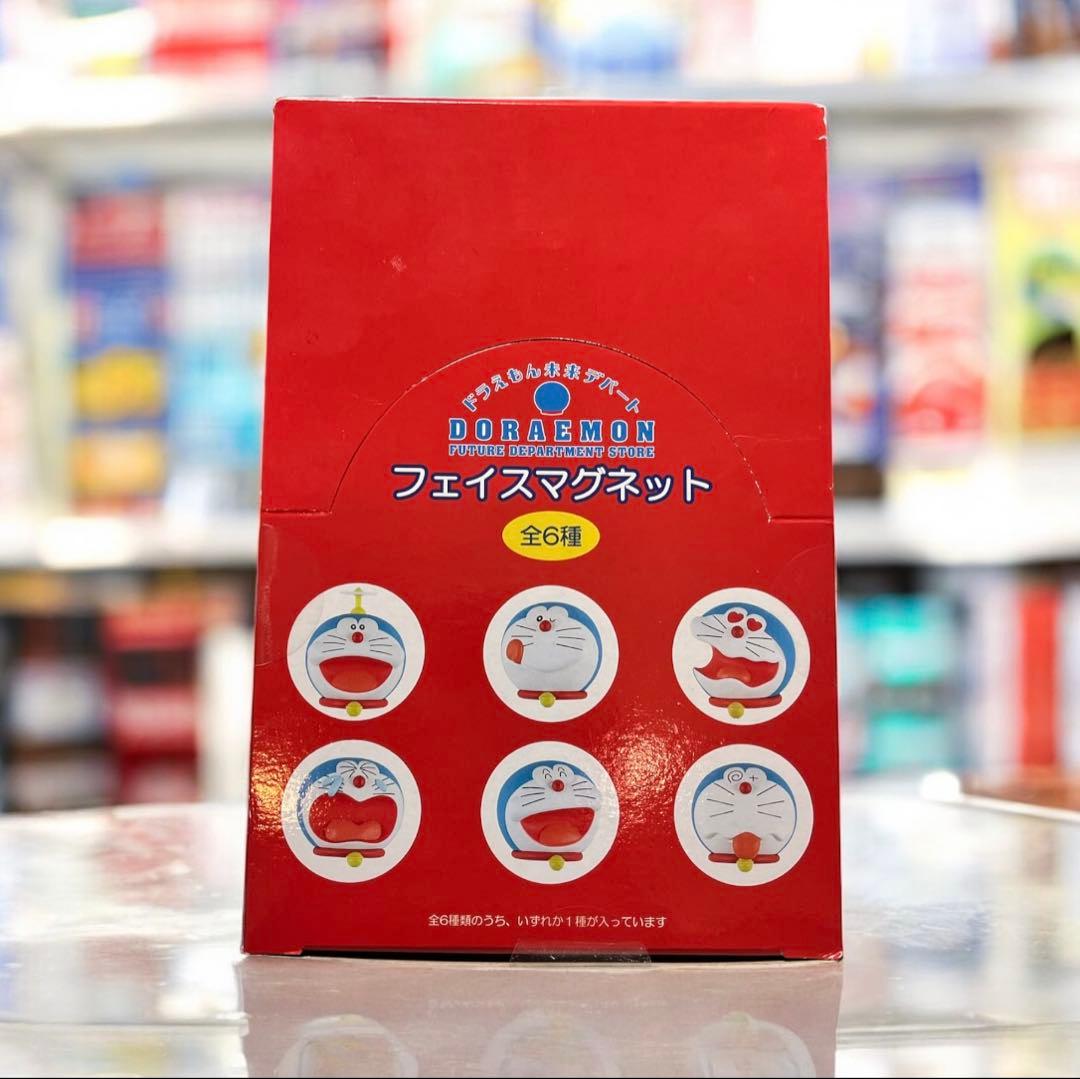 ドラえもん未来デパート
DORAEMON
FUTURE DEPARTMENT STORE
フェイスマグネット
全6種
全6種類のうち、いずれか1種が入っています